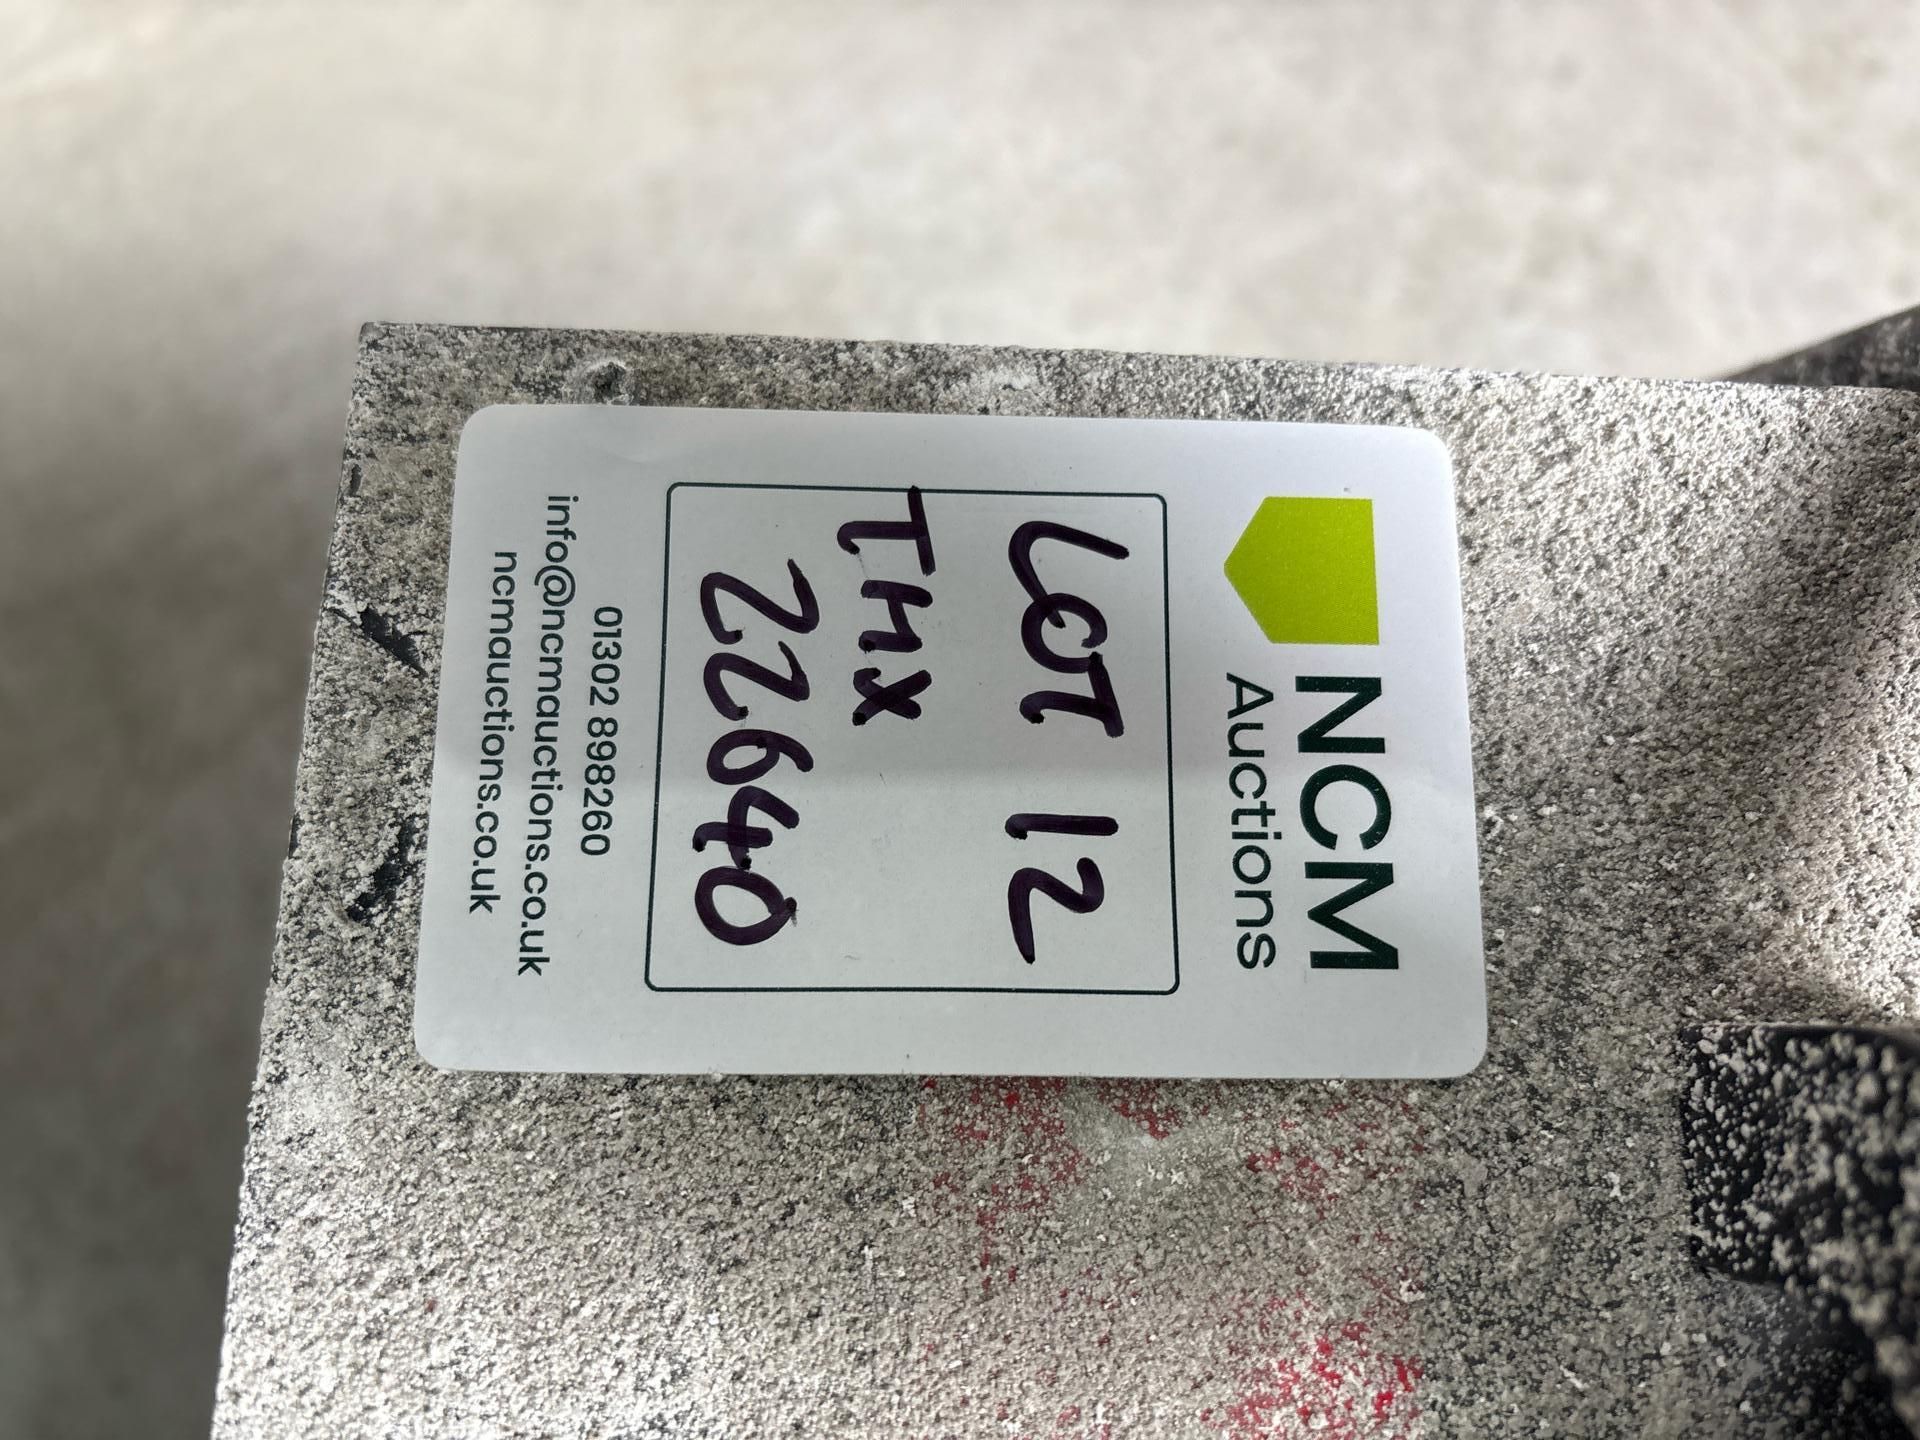 NCM
Auctions
LOT 12
THX
22640
01302 898260
info@ncmauctions.co.uk
ncmauctions.co.uk